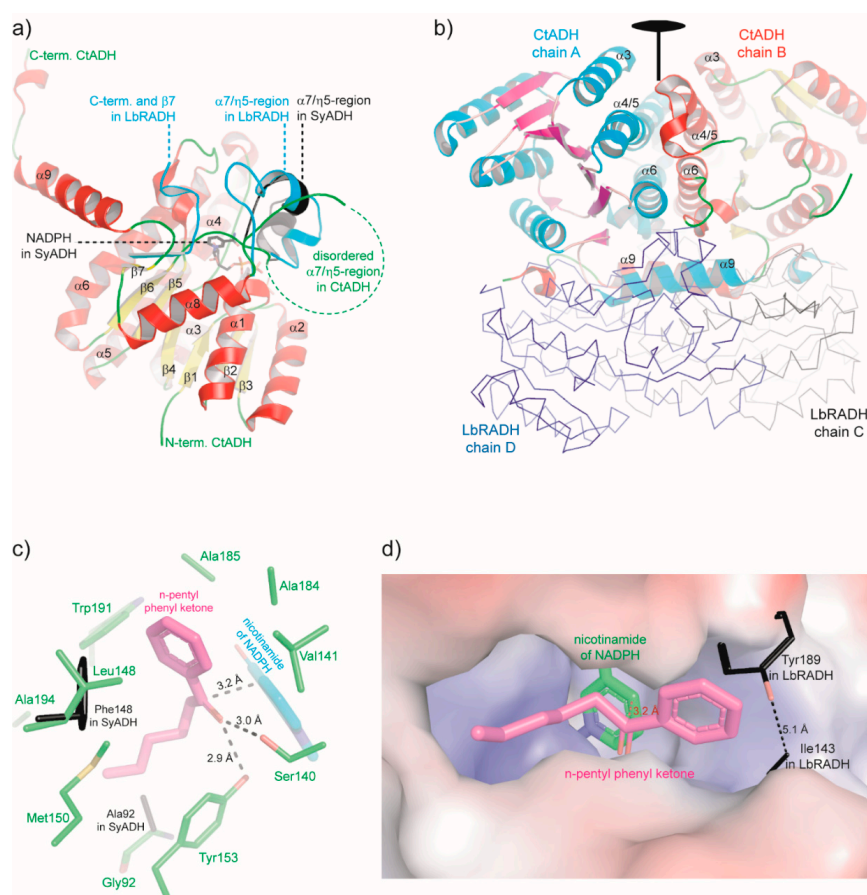 a)
C-term. CtADH
C-term. and β7
in LbRADH
α7/η5-region
in LbRADH
α7/η5-region
in SyADH
α9
NADPH
in SyADH
α4
disordered
α7/η5-region
in CtADH
β7
β6
β5
α6
α8
α3
α1
α2
α5
β4
β1
β2
β3
N-term. CtADH
b)
CtADH
chain A
CtADH
chain B
α3
α3
α4/5
α4/5
α6
α6
α9
α9
LbRADH
chain D
LbRADH
chain C
c)
Ala185
n-pentyl
phenyl ketone
Ala184
Trp191
nicotinamide
of NADPH
Val141
Leu148
Ala194
Phe148
in SyADH
3.2 Å
3.0 Å
2.9 Å
Ser140
Met150
Ala92
in SyADH
Tyr153
Gly92
d)
nicotinamide
of NADPH
Tyr189
in LbRADH
3.2 Å
5.1 Å
n-pentyl phenyl ketone
Ile143
in LbRADH